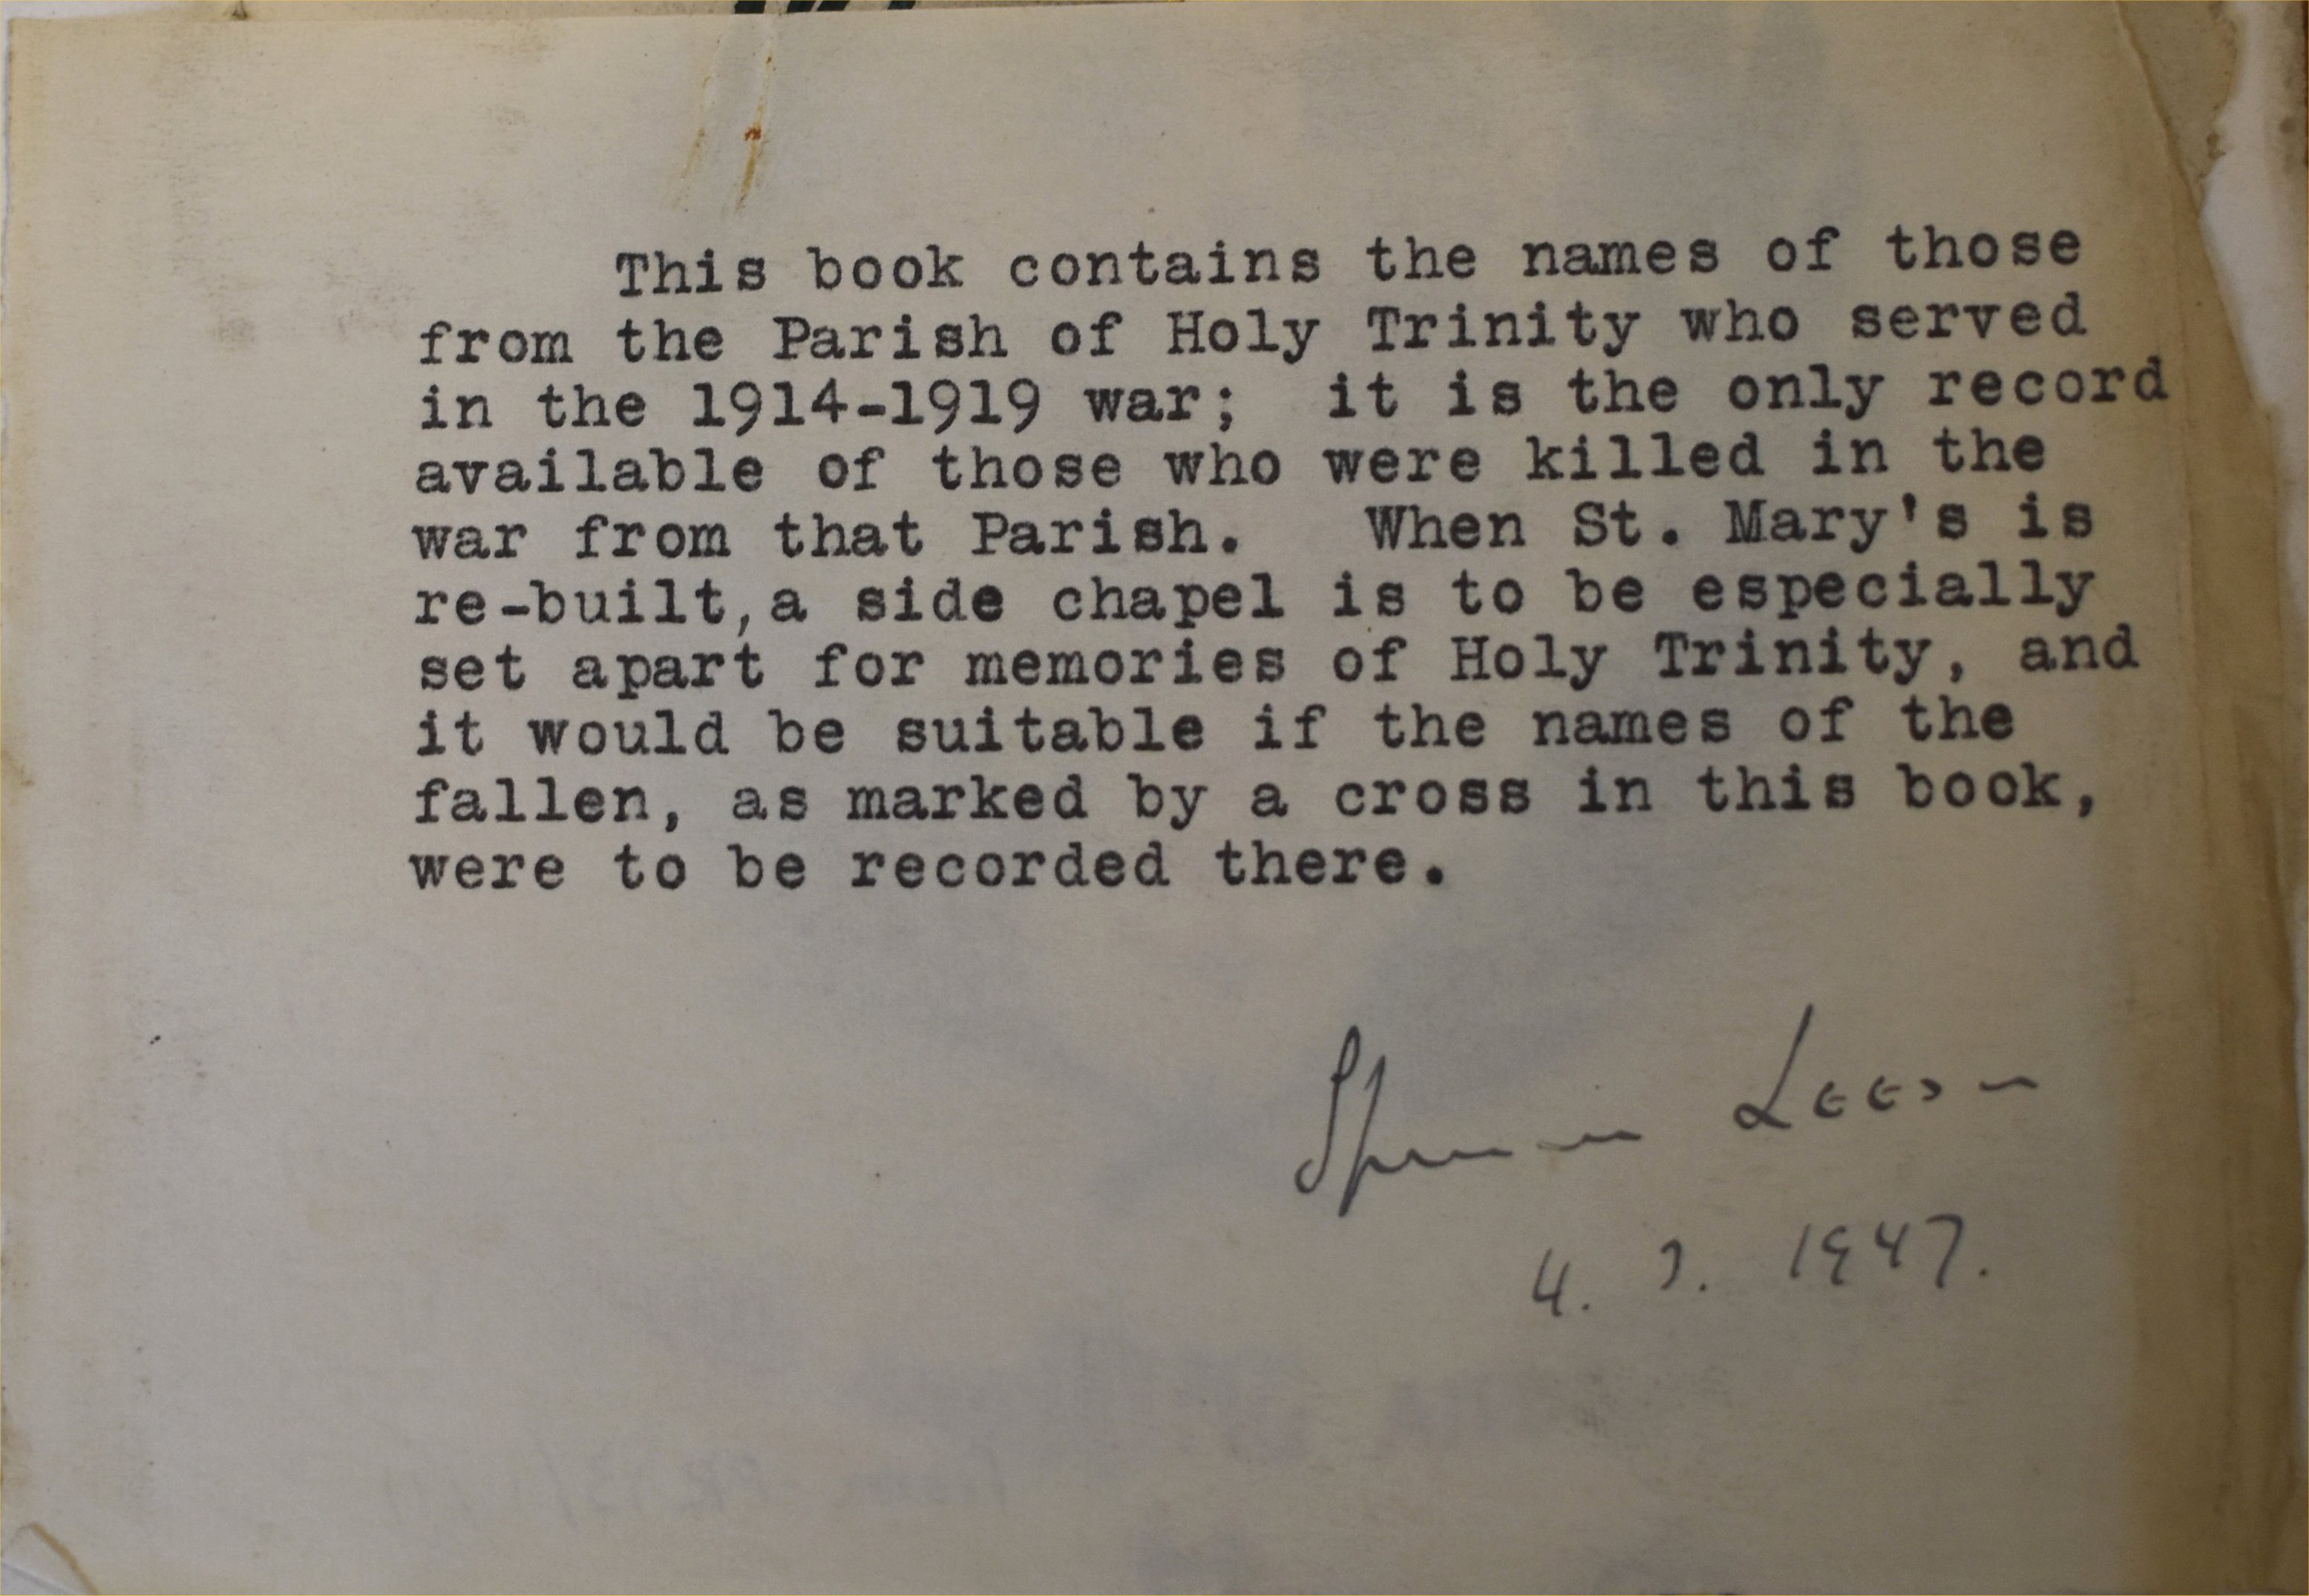 This book contains the names of those
from the Parish of Holy Trinity who served
in the 1914-1919 war; it is the only record
available of those who were killed in the
war from that Parish. When St. Mary's is
re-built,a side chapel is to be especially
set apart for memories of Holy Trinity, and
it would be suitable if the names of the
fallen, as marked by a cross in this book,
were to be recorded there.
Spencer Leeson
4. 3. 1947.